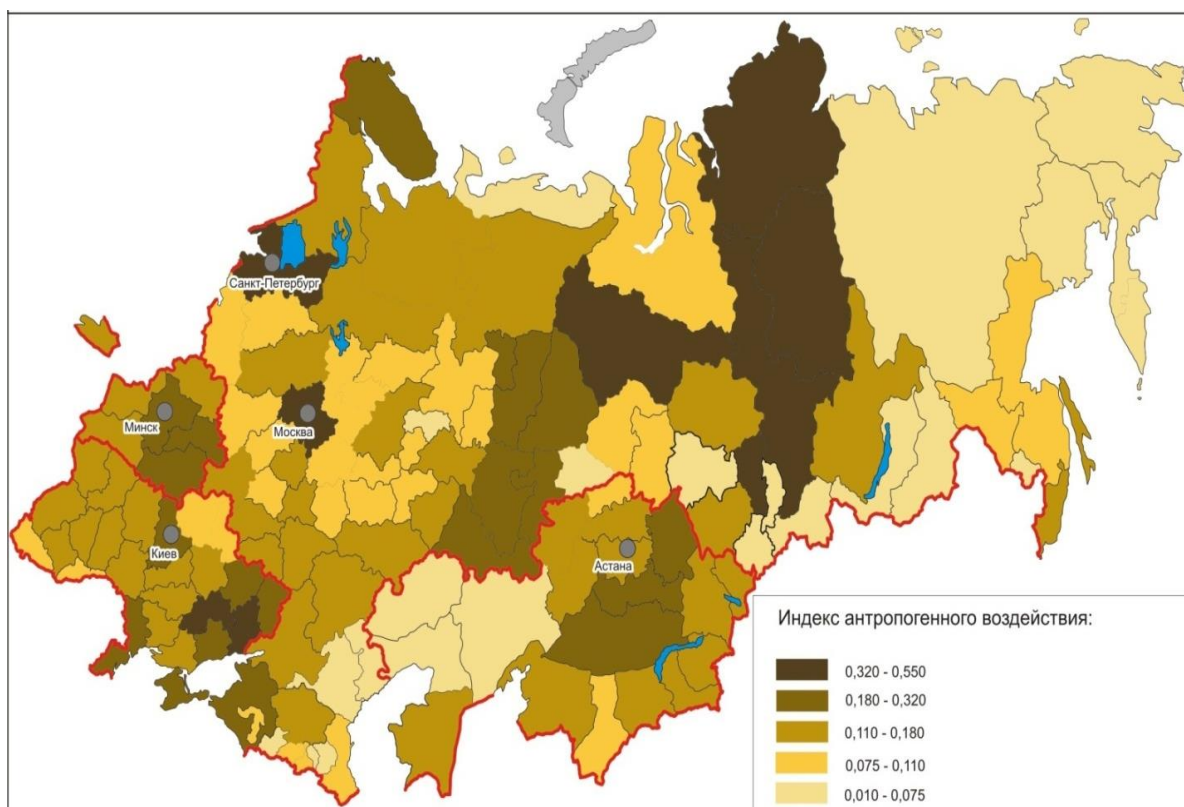 Санкт-Петербург
Минск
Москва
Киев
Астана
Индекс антропогенного воздействия:
0,320 - 0,550
0,180 - 0,320
0,110 - 0,180
0,075 - 0,110
0,010 - 0,075